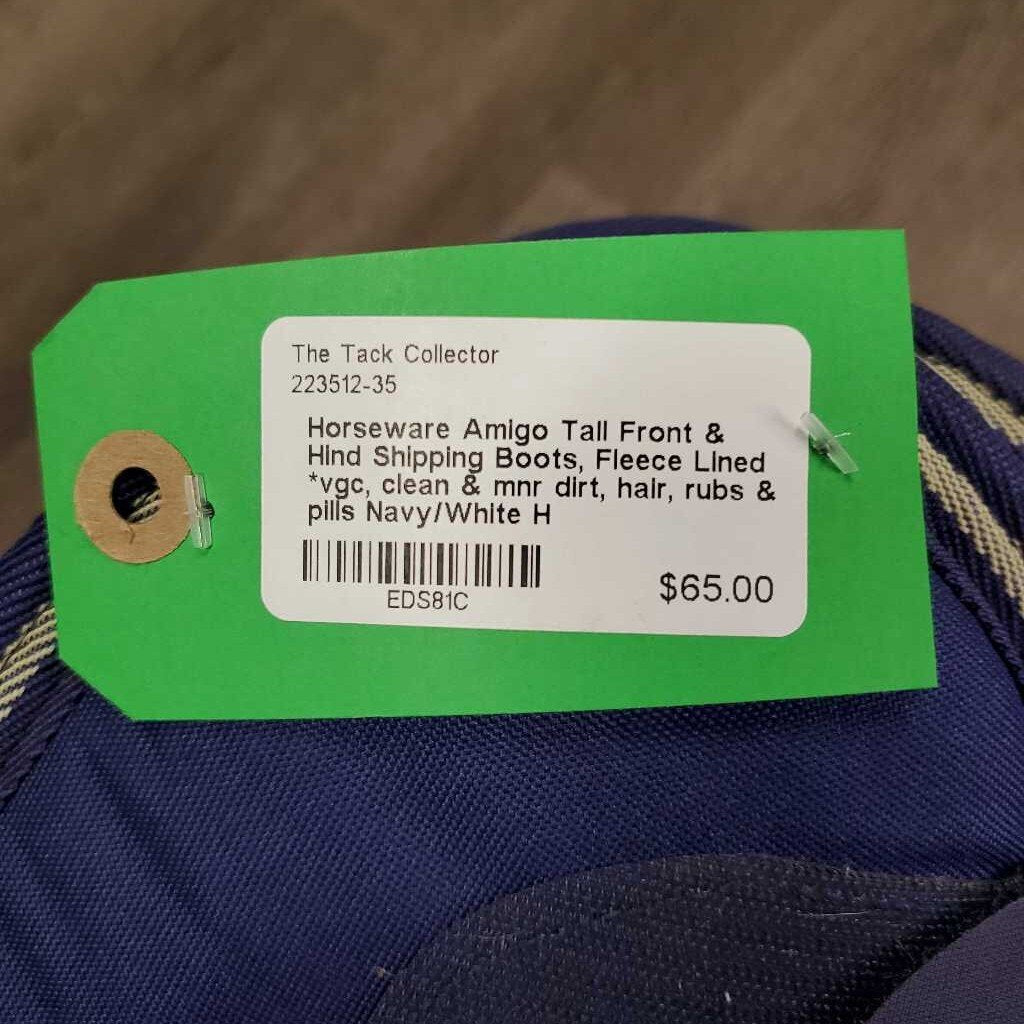 The Tack Collector
223512-35
Horseware Amigo Tall Front &
Hind Shipping Boots, Fleece Lined
*vgc, clean & mnr dirt, hair, rubs &
pills Navy/White H
EDS81C
$65.00